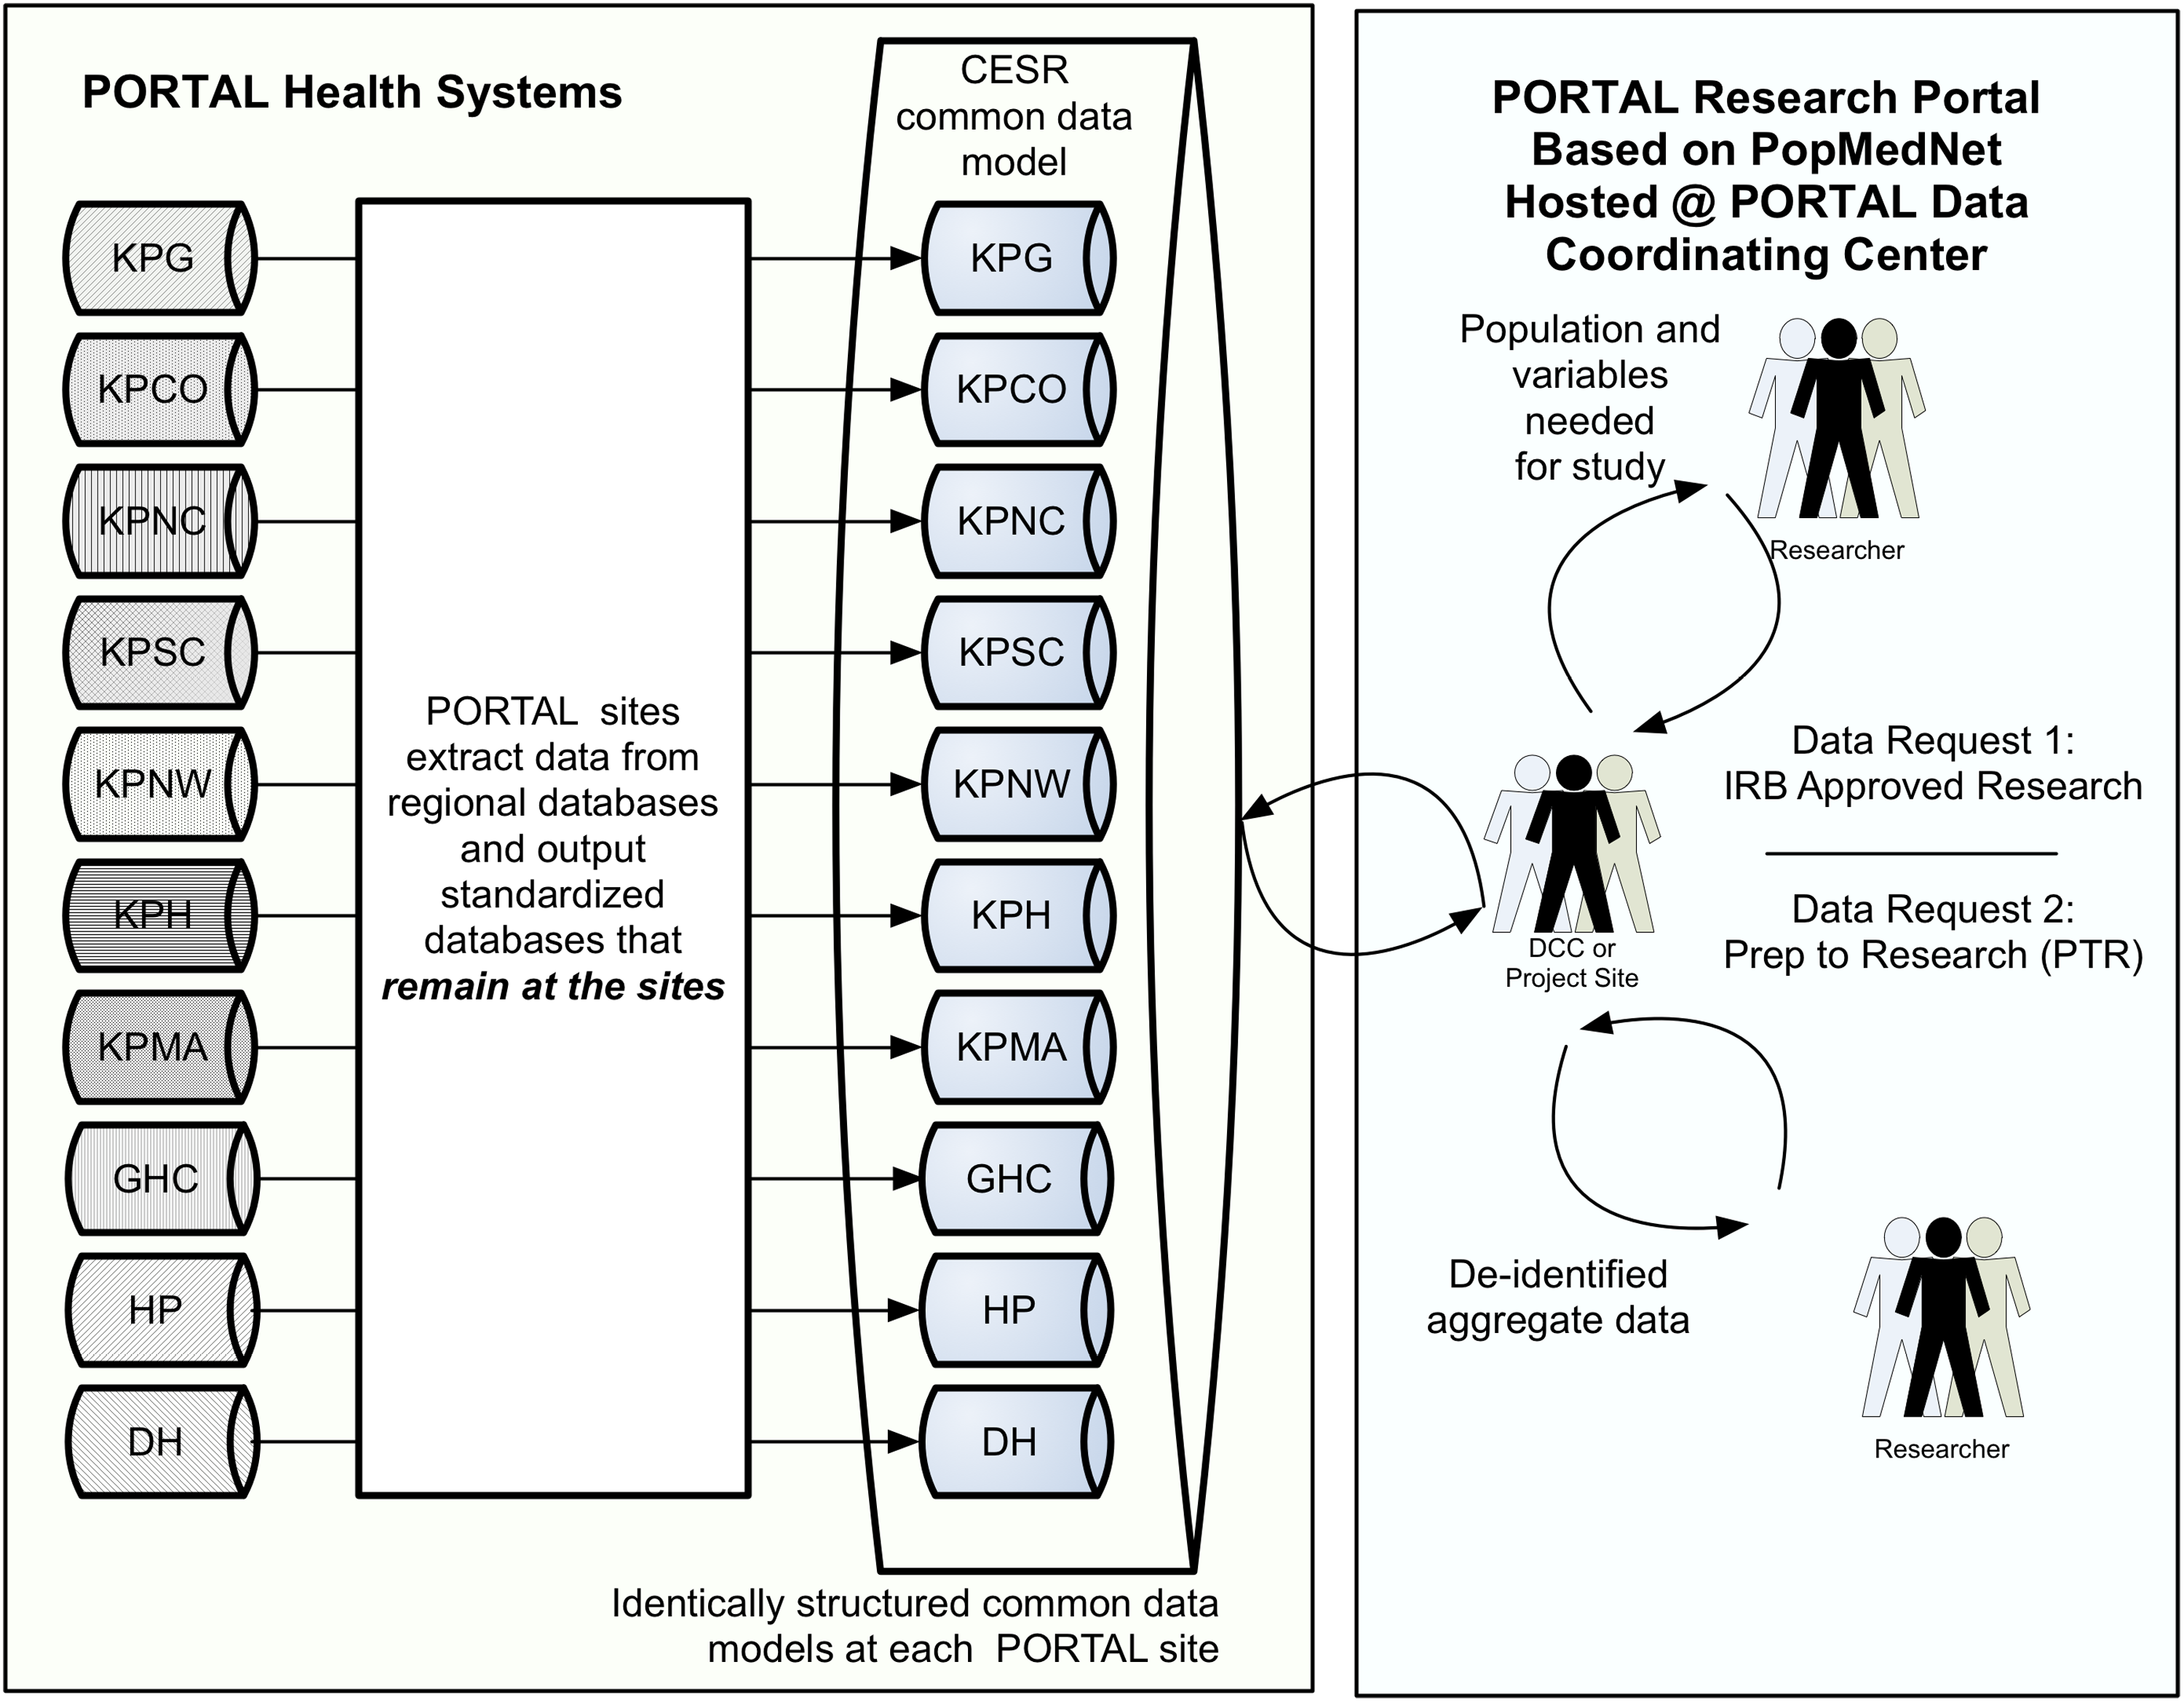 PORTAL Health Systems
KPG
KPCO
KPNC
KPSC
KPNW
KPH
KPMA
GHC
HP
DH
PORTAL sites
extract data from
regional databases
and output
standardized
databases that
remain at the sites
CESR
common data
model
KPG
KPCO
KPNC
KPSC
KPNW
KPH
KPMA
GHC
HP
DH
Identically structured common data
models at each PORTAL site
PORTAL Research Portal
Based on PopMedNet
Hosted @ PORTAL Data
Coordinating Center
Population and
variables
needed
for study
Researcher
Data Request 1:
IRB Approved Research
Data Request 2:
Prep to Research (PTR)
DCC or
Project Site
De-identified
aggregate data
Researcher